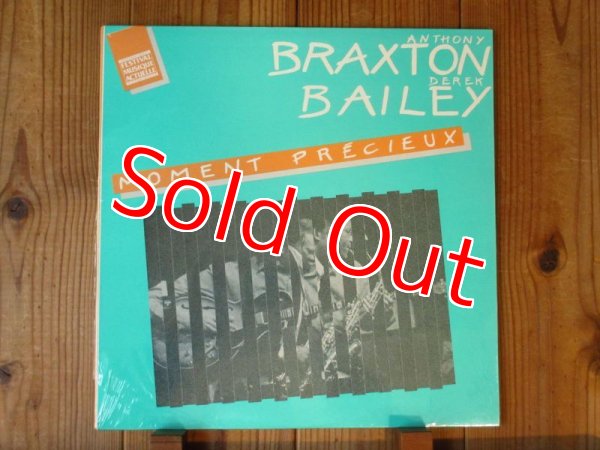 FESTIVAL
MUSIQUE
ACTUELLE
ANTHONY
BRAXTON
DEREK
BAILEY
MOMENT PRÉCIEUX
Sold Out